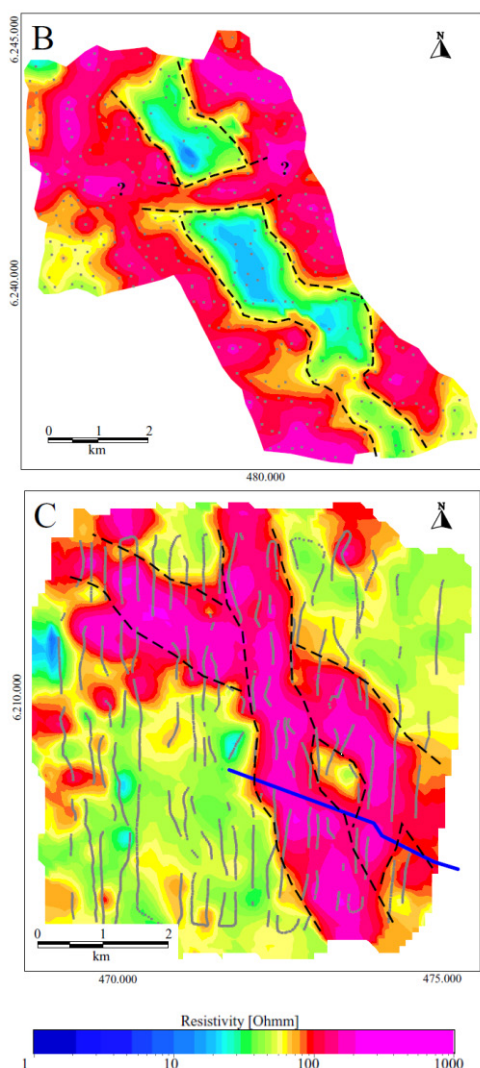 B
N
6.245.000
?
?
6.240.000
0 1 2
km
480.000
C
N
6.210.000
0 1 2
km
470.000 475.000
Resistivity [Ohmm]
1 10 100 1000